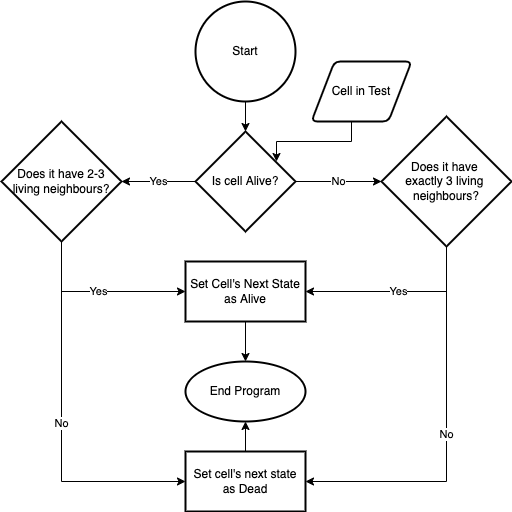 Start
Cell in Test
Does it have 2-3
living neighbours?
Yes
Is cell Alive?
No
Does it have
exactly 3 living
neighbours?
Yes
Set Cell's Next State
as Alive
Yes
End Program
No
No
Set cell's next state
as Dead